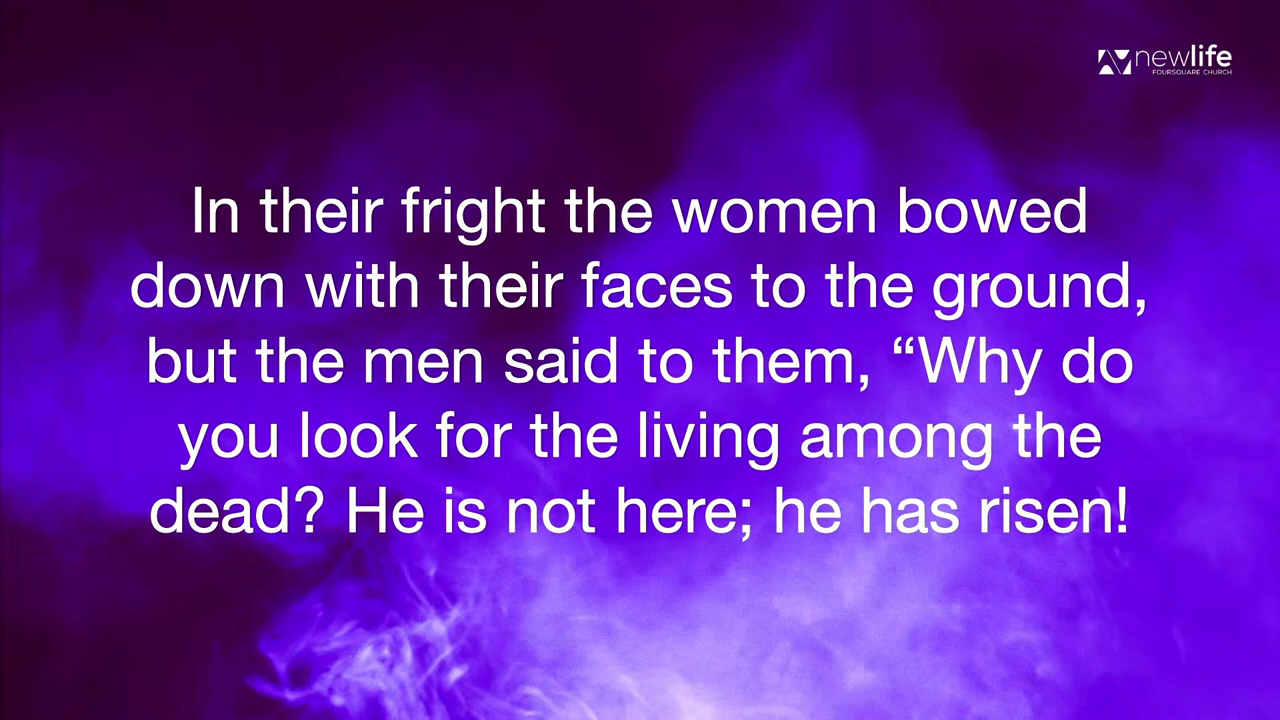 newlife
FOURSQUARE CHURCH
In their fright the women bowed
down with their faces to the ground,
but the men said to them, “Why do
you look for the living among the
dead? He is not here; he has risen!